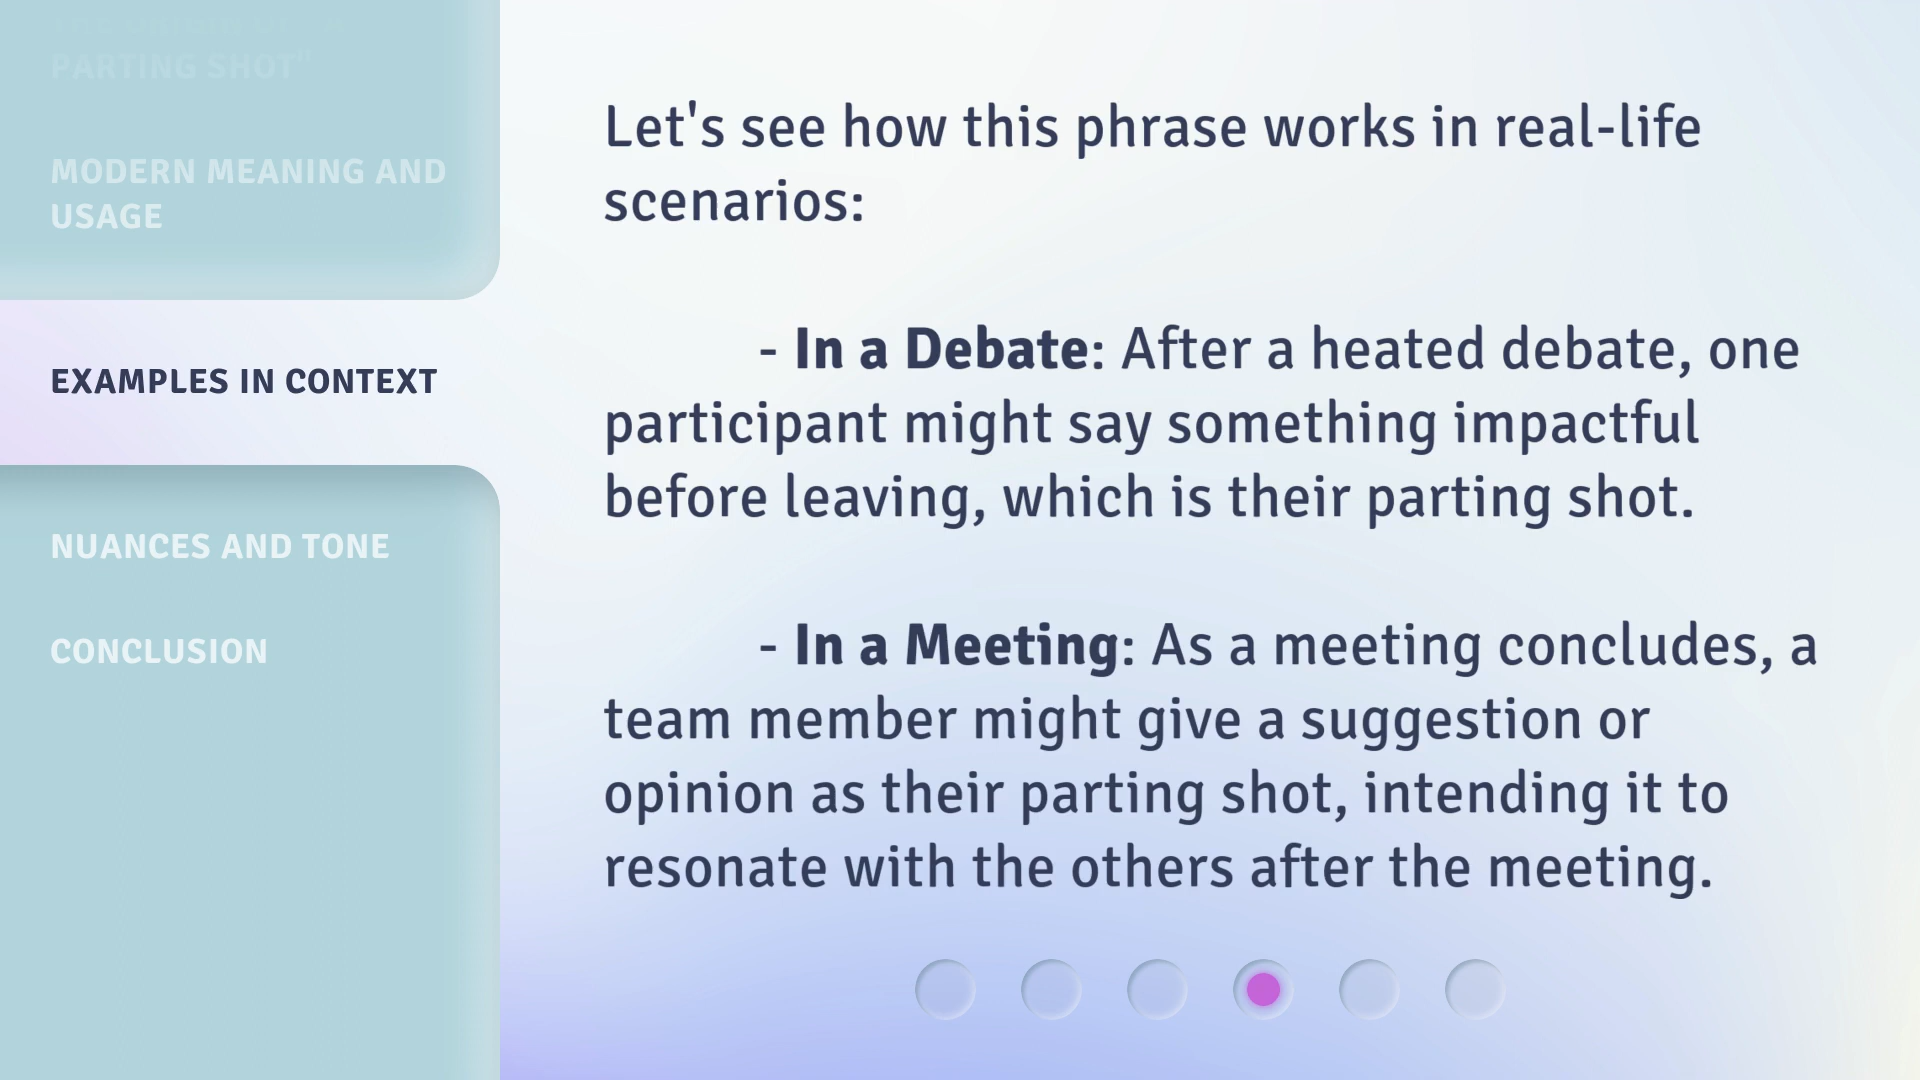 PARTING SHOT"
MODERN MEANING AND
USAGE
EXAMPLES IN CONTEXT
NUANCES AND TONE
CONCLUSION
Let's see how this phrase works in real-life
scenarios:
- In a Debate: After a heated debate, one
participant might say something impactful
before leaving, which is their parting shot.
- In a Meeting: As a meeting concludes, a
team member might give a suggestion or
opinion as their parting shot, intending it to
resonate with the others after the meeting.